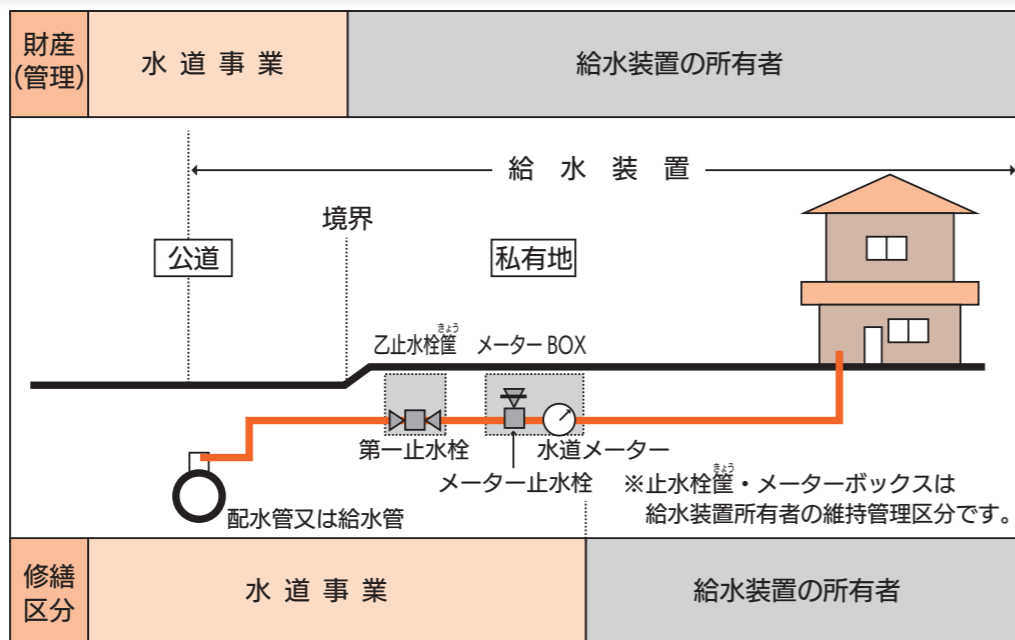 財産
(管理)
水道事業
給水装置の所有者
給水装置
境界
公道
私有地
きょう
乙止水栓筐
メーターBOX
第一止水栓
水道メーター
メーター止水栓
配水管又は給水管
きょう
※止水栓筐・メーターボックスは
給水装置所有者の維持管理区分です。
修繕
区分
水道事業
給水装置の所有者